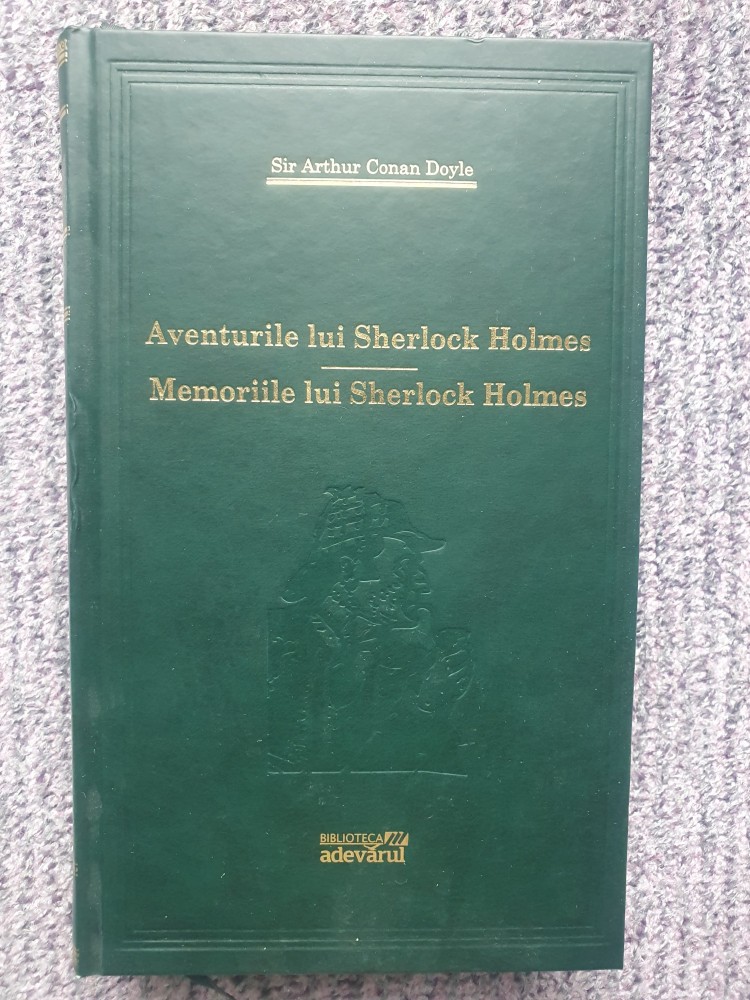 Sir Arthur Conan Doyle
Aventurile lui Sherlock Holmes
Memoriile lui Sherlock Holmes
BIBLIOTECA
adevărul